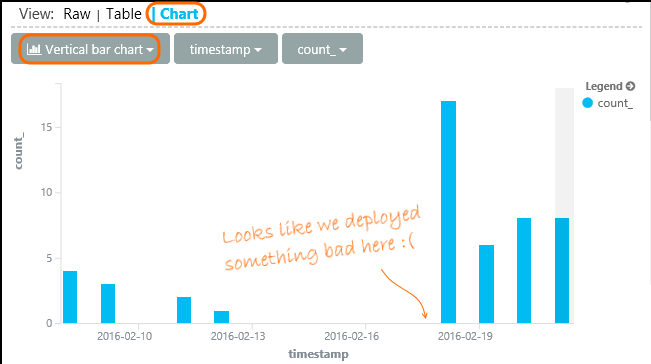 View: Raw | Table | Chart
Vertical bar chart timestamp count_
Legend
count_
count_
15
10
5
0
Looks like we deployed
something bad here :(
2016-02-10 2016-02-13 2016-02-16 2016-02-19
timestamp